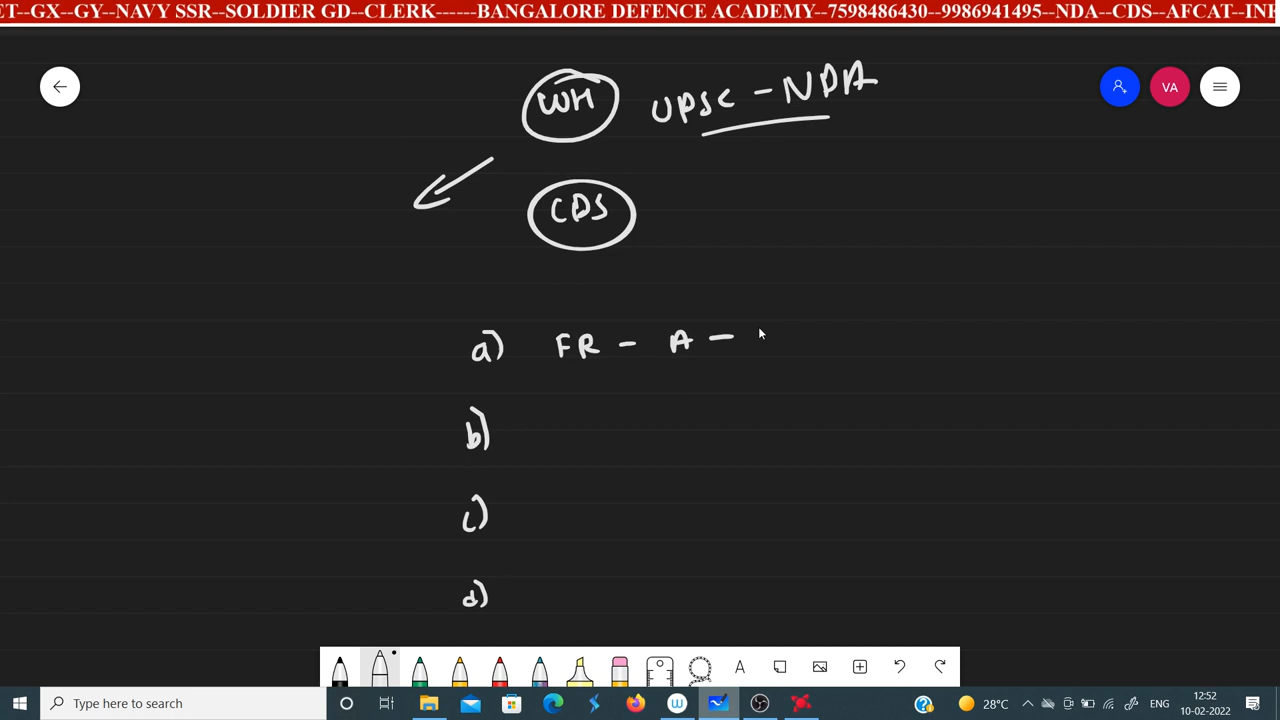 ET--GX--GY--NAVY SSR--SOLDIER GD--CLERK------BANGALORE DEFENCE ACADEMY--7598486430--9986941495--NDA--CDS--AFCAT--INE
WH UPSC - NDA
VA
CDS
a) FR - A -
b)
c)
d)
A
Type here to search
28°C
ENG
12:52
10-02-2022